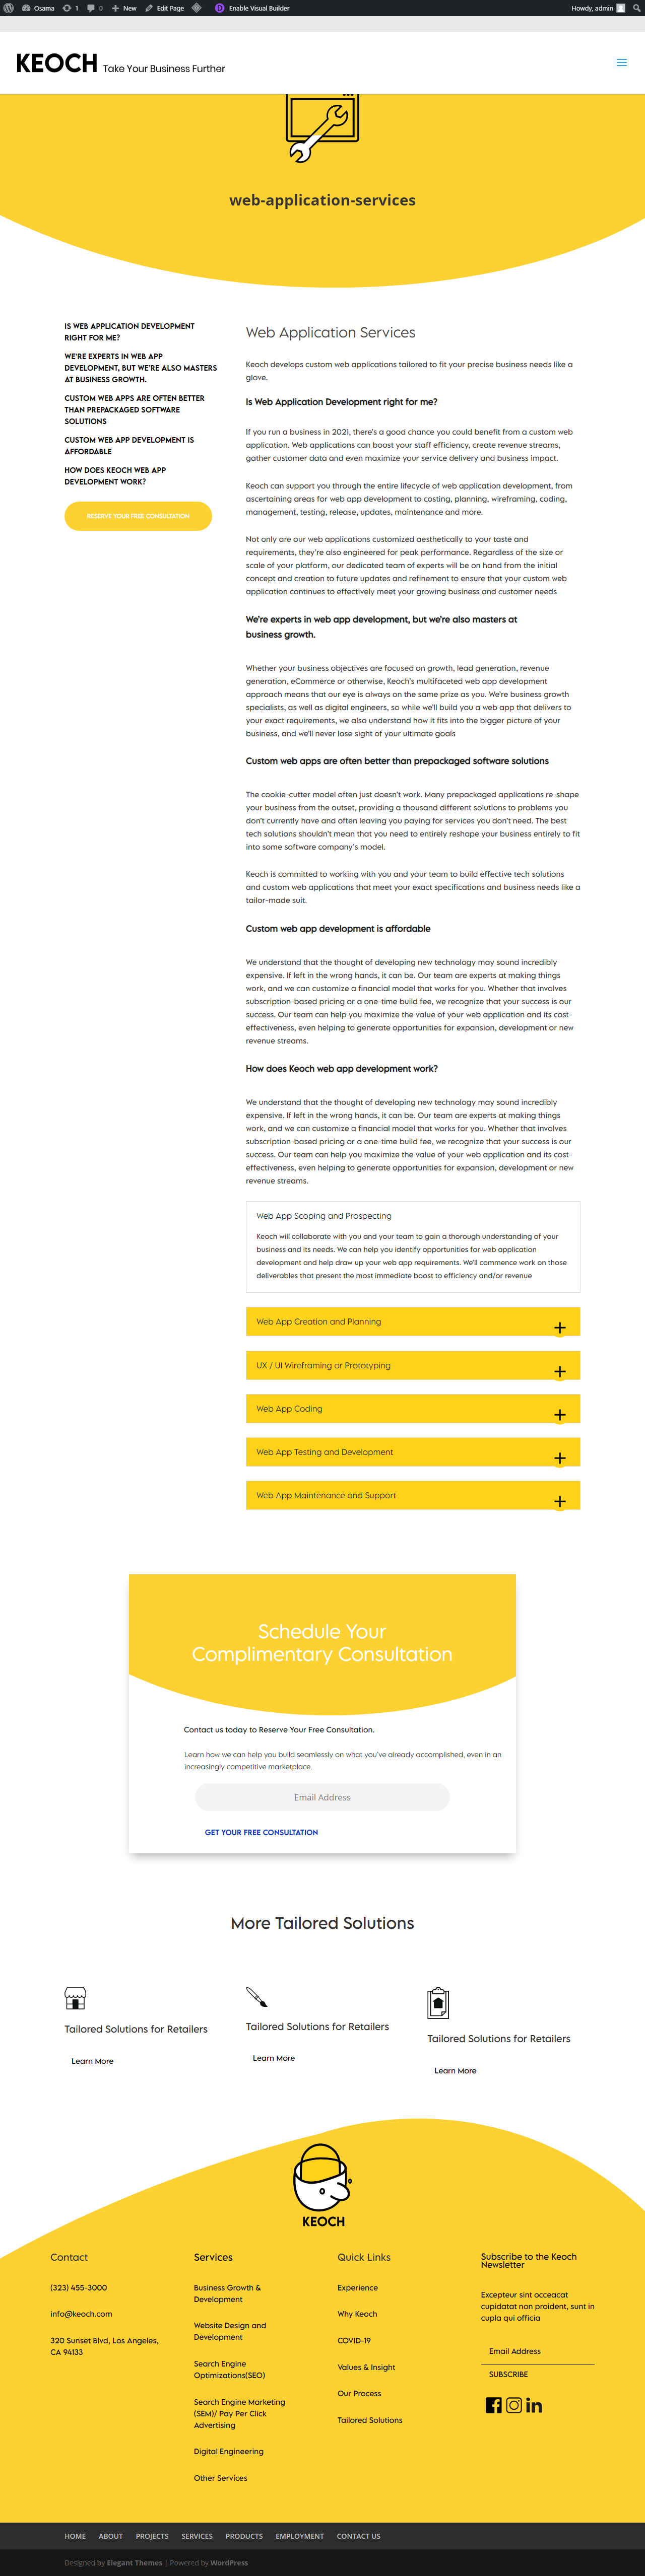 Osama 1 0 New Edit Page Enable Visual Builder Howdy, admin
KEOCH Take Your Business Further
web-application-services
IS WEB APPLICATION DEVELOPMENT
RIGHT FOR ME?
WE'RE EXPERTS IN WEB APP
DEVELOPMENT, BUT WE'RE ALSO MASTERS
AT BUSINESS GROWTH.
CUSTOM WEB APPS ARE OFTEN BETTER
THAN PREPACKAGED SOFTWARE
SOLUTIONS
CUSTOM WEB APP DEVELOPMENT IS
AFFORDABLE
HOW DOES KEOCH WEB APP
DEVELOPMENT WORK?
RESERVE YOUR FREE CONSULTATION
Web Application Services
Keoch develops custom web applications tailored to fit your precise business needs like a
glove.
Is Web Application Development right for me?
If you run a business in 2021, there's a good chance you could benefit from a custom web
application. Web applications can boost your staff efficiency, create revenue streams,
gather customer data and even maximize your service delivery and business impact.
Keoch can support you through the entire lifecycle of web application development, from
ascertaining areas for web app development to costing, planning, wireframing, coding,
management, testing, release, updates, maintenance and more.
Not only are our web applications customized aesthetically to your taste and
requirements, they're also engineered for peak performance. Regardless of the size or
scale of your platform, our dedicated team of experts will be on hand from the initial
concept and creation to future updates and refinement to ensure that your custom web
application continues to effectively meet your growing business and customer needs
We're experts in web app development, but we're also masters at
business growth.
Whether your business objectives are focused on growth, lead generation, revenue
generation, eCommerce or otherwise, Keoch's multifaceted web app development
approach means that our eye is always on the same prize as you. We're business growth
specialists, as well as digital engineers, so while we'll build you a web app that delivers to
your exact requirements, we also understand how it fits into the bigger picture of your
business, and we'll never lose sight of your ultimate goals
Custom web apps are often better than prepackaged software solutions
The cookie-cutter model often just doesn't work. Many prepackaged applications re-shape
your business from the outset, providing a thousand different solutions to problems you
don't currently have and often leaving you paying for services you don't need. The best
tech solutions shouldn't mean that you need to entirely reshape your business entirely to fit
into some software company's model.
Keoch is committed to working with you and your team to build effective tech solutions
and custom web applications that meet your exact specifications and business needs like a
tailor-made suit.
Custom web app development is affordable
We understand that the thought of developing new technology may sound incredibly
expensive. If left in the wrong hands, it can be. Our team are experts at making things
work, and we can customize a financial model that works for you. Whether that involves
subscription-based pricing or a one-time build fee, we recognize that your success is our
success. Our team can help you maximize the value of your web application and its cost-
effectiveness, even helping to generate opportunities for expansion, development or new
revenue streams.
How does Keoch web app development work?
We understand that the thought of developing new technology may sound incredibly
expensive. If left in the wrong hands, it can be. Our team are experts at making things
work, and we can customize a financial model that works for you. Whether that involves
subscription-based pricing or a one-time build fee, we recognize that your success is our
success. Our team can help you maximize the value of your web application and its cost-
effectiveness, even helping to generate opportunities for expansion, development or new
revenue streams.
Web App Scoping and Prospecting
Keoch will collaborate with you and your team to gain a thorough understanding of your
business and its needs. We can help you identify opportunities for web application
development and help draw up your web app requirements. We'll commence work on those
deliverables that present the most immediate boost to efficiency and/or revenue
Web App Creation and Planning
UX / UI Wireframing or Prototyping
Web App Coding
Web App Testing and Development
Web App Maintenance and Support
Schedule Your
Complimentary Consultation
Contact us today to Reserve Your Free Consultation.
Learn how we can help you build seamlessly on what you've already accomplished, even in an
increasingly competitive marketplace.
Email Address
GET YOUR FREE CONSULTATION
More Tailored Solutions
Tailored Solutions for Retailers
Learn More
Tailored Solutions for Retailers
Learn More
Tailored Solutions for Retailers
Learn More
KEOCH
Contact
(323) 455-3000
info@keoch.com
320 Sunset Blvd, Los Angeles,
CA 94133
Services
Business Growth &
Development
Website Design and
Development
Search Engine
Optimizations(SEO)
Search Engine Marketing
(SEM)/ Pay Per Click
Advertising
Digital Engineering
Other Services
Quick Links
Experience
Why Keoch
COVID-19
Values & Insight
Our Process
Tailored Solutions
Subscribe to the Keoch
Newsletter
Excepteur sint occeacat
cupidatat non proident, sunt in
cupla qui officia
Email Address
SUBSCRIBE
HOME ABOUT PROJECTS SERVICES PRODUCTS EMPLOYMENT CONTACT US
Designed by Elegant Themes | Powered by WordPress